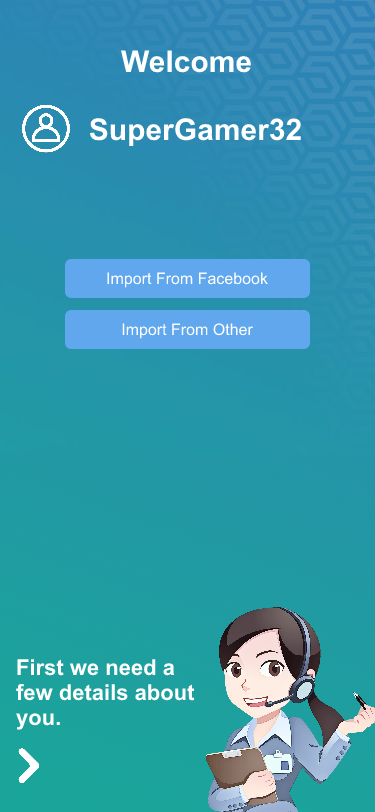 Welcome
SuperGamer32
Import From Facebook
Import From Other
First we need a
few details about
you.